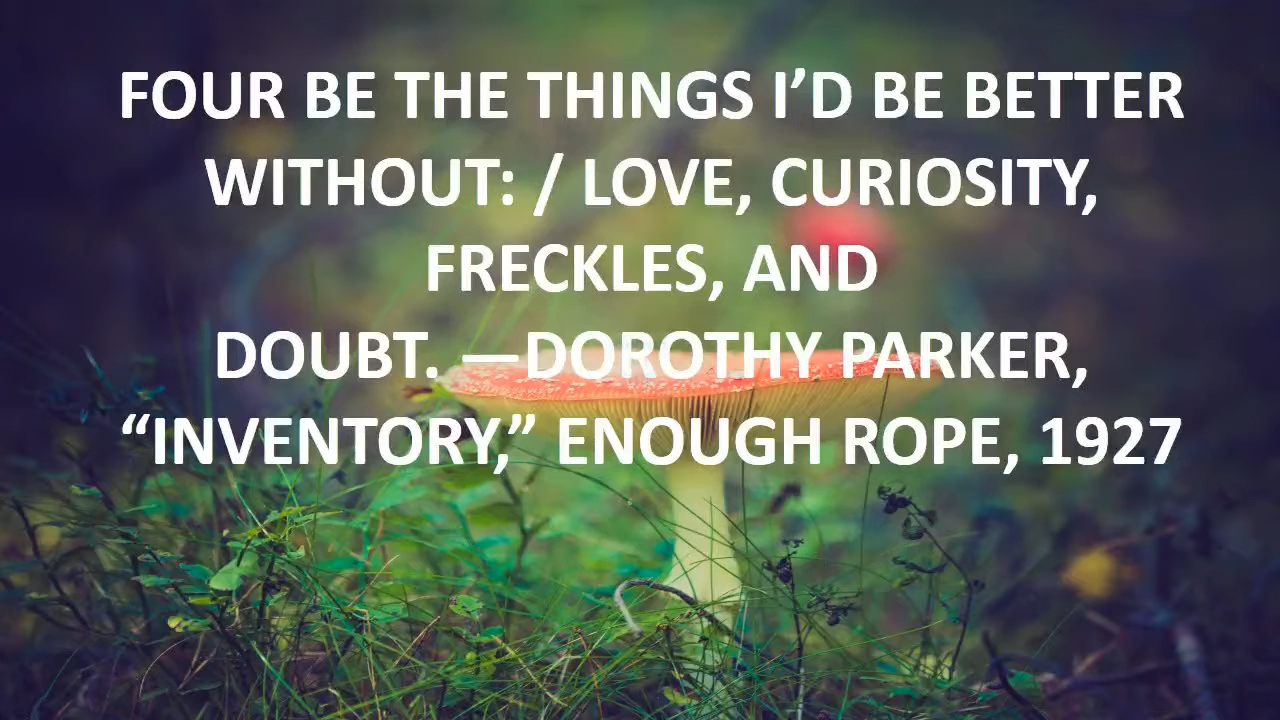 FOUR BE THE THINGS I’D BE BETTER
WITHOUT: / LOVE, CURIOSITY,
FRECKLES, AND
DOUBT. —DOROTHY PARKER,
“INVENTORY,” ENOUGH ROPE, 1927